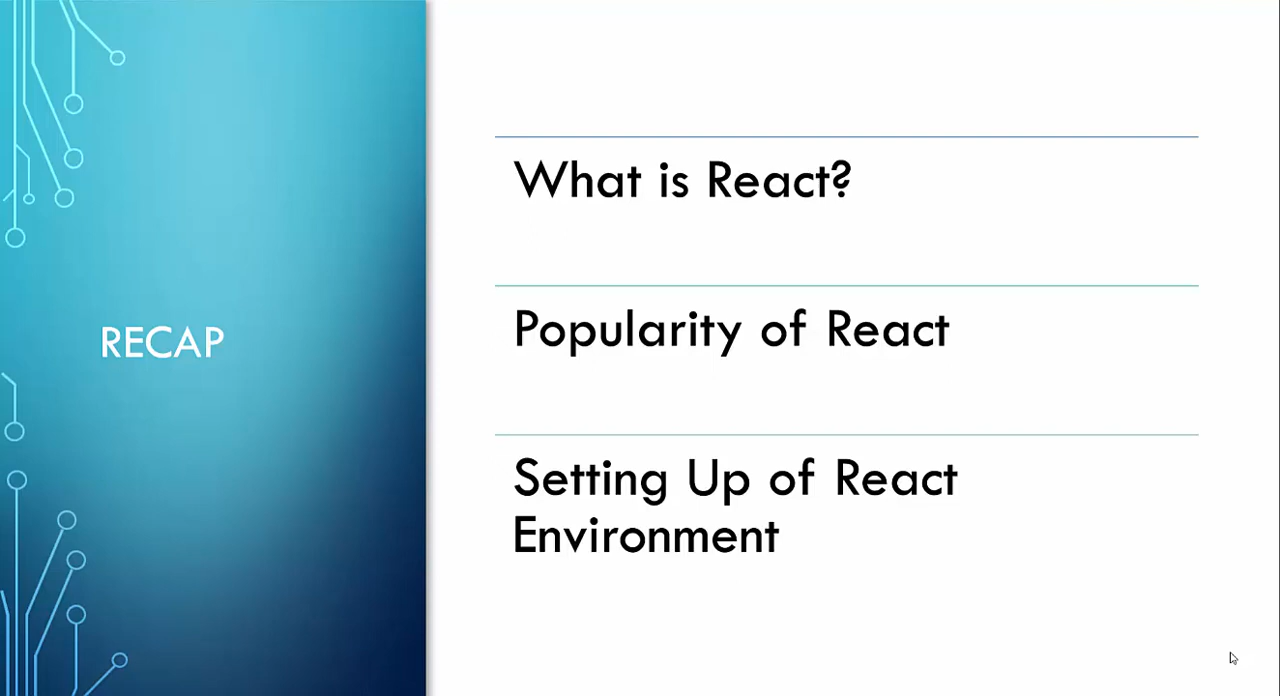 RECAP
What is React?
Popularity of React
Setting Up of React
Environment